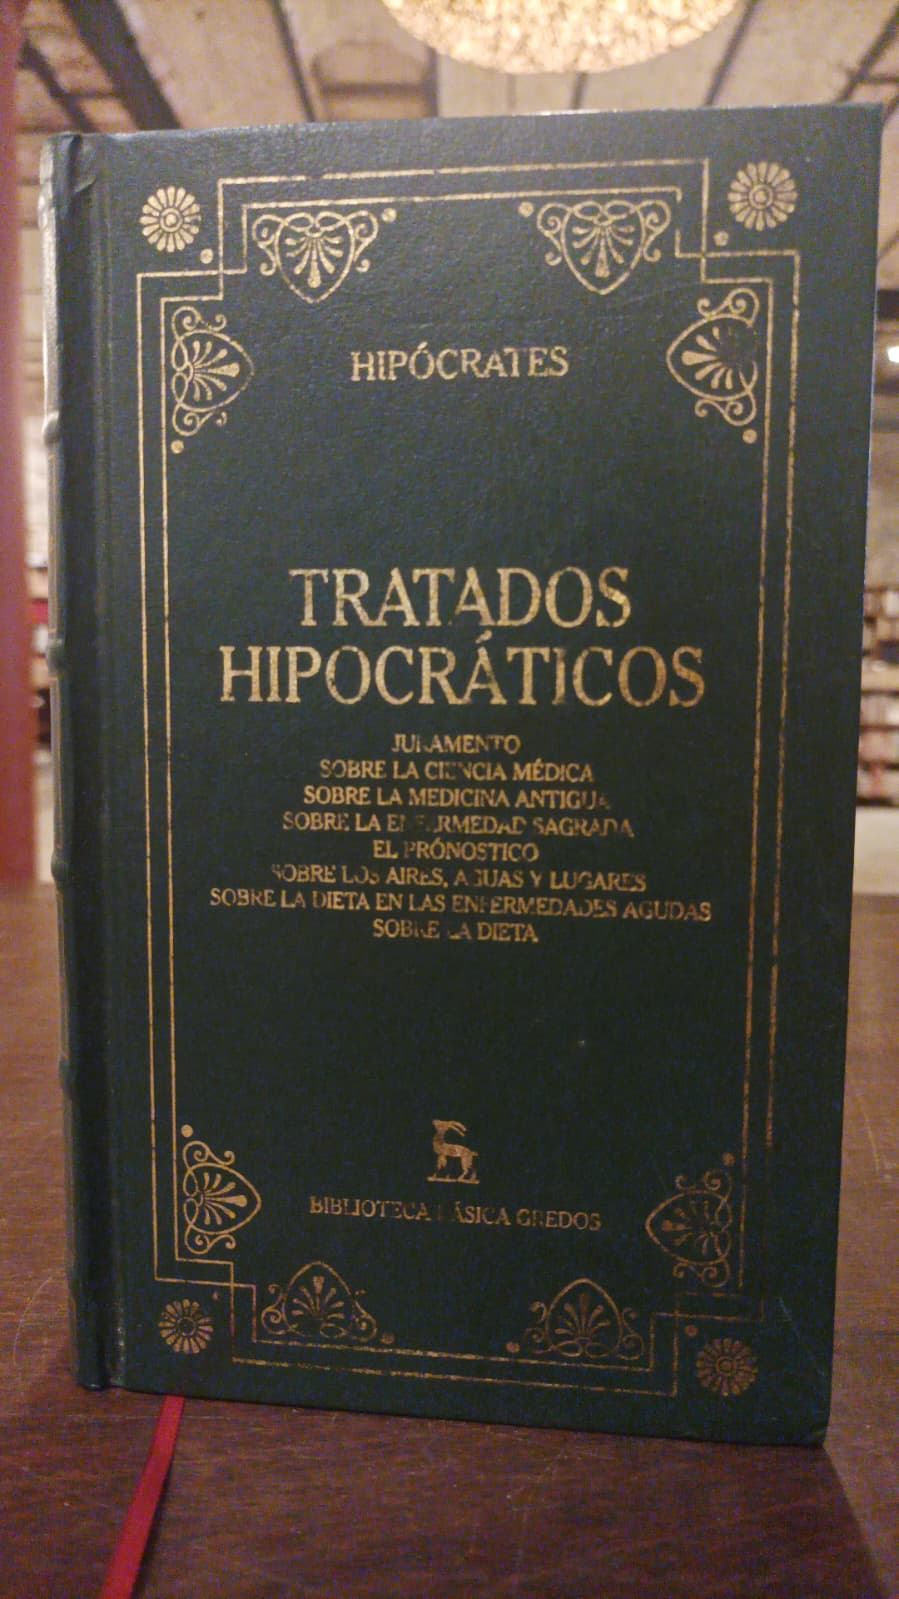 HIPÓCRATES
TRATADOS
HIPOCRÁTICOS
JURAMENTO
SOBRE LA CIENCIA MÉDICA
SOBRE LA MEDICINA ANTIGUA
SOBRE LA ENFERMEDAD SAGRADA
EL PRÓNOSTICO
SOBRE LOS AIRES, AGUAS Y LUGARES
SOBRE LA DIETA EN LAS ENFERMEDADES AGUDAS
SOBRE LA DIETA
BIBLIOTECA BÁSICA GREDOS